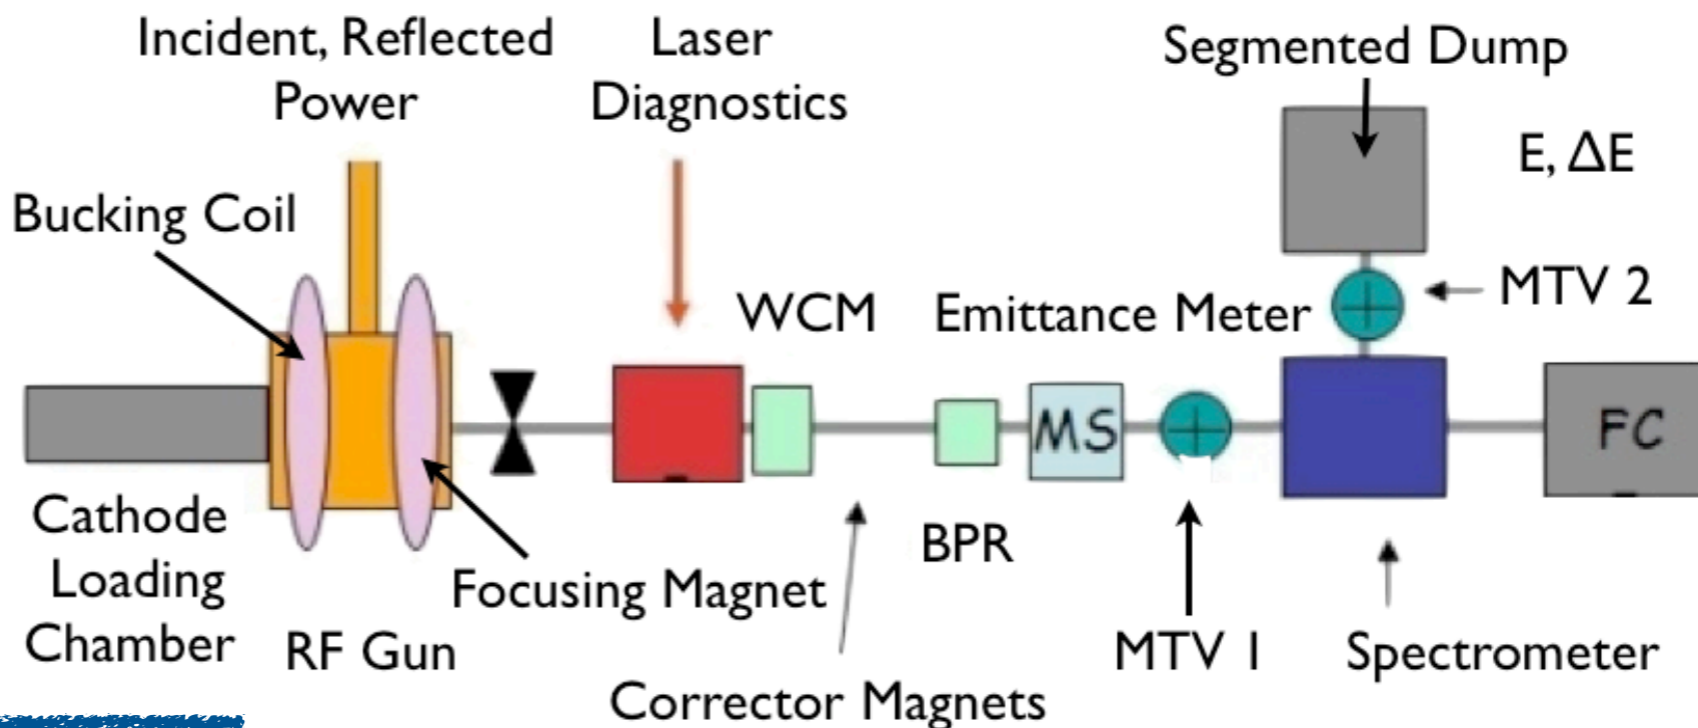 Incident, Reflected
Power
Laser
Diagnostics
Segmented Dump
E, ΔE
Bucking Coil
MTV 2
WCM
Emittance Meter
MS
FC
Cathode
Loading
Chamber
RF Gun
Focusing Magnet
BPR
Corrector Magnets
MTV 1
Spectrometer